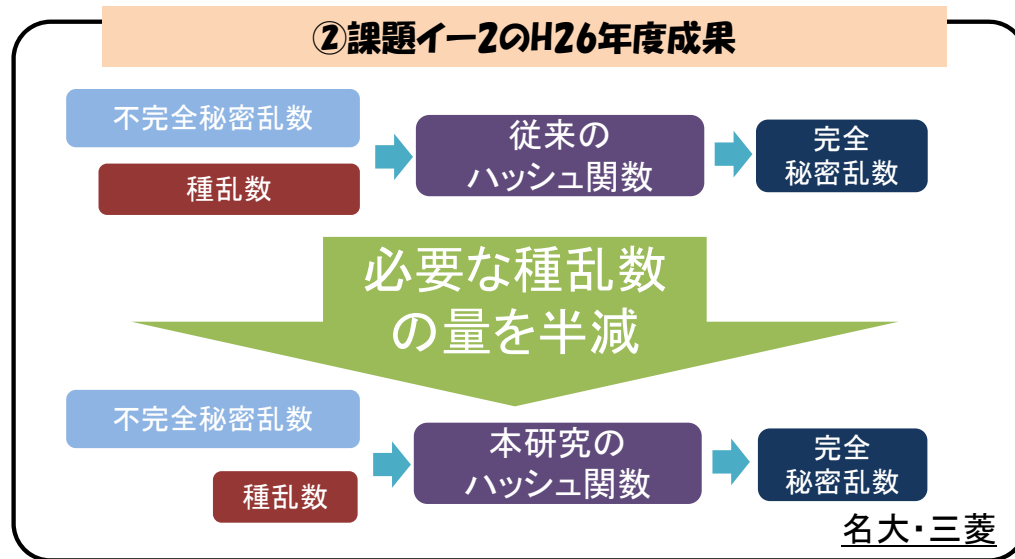 ②課題イー2のH26年度成果
不完全秘密乱数
種乱数
従来の
ハッシュ関数
完全
秘密乱数
必要な種乱数
の量を半減
不完全秘密乱数
種乱数
本研究の
ハッシュ関数
完全
秘密乱数
名大・三菱